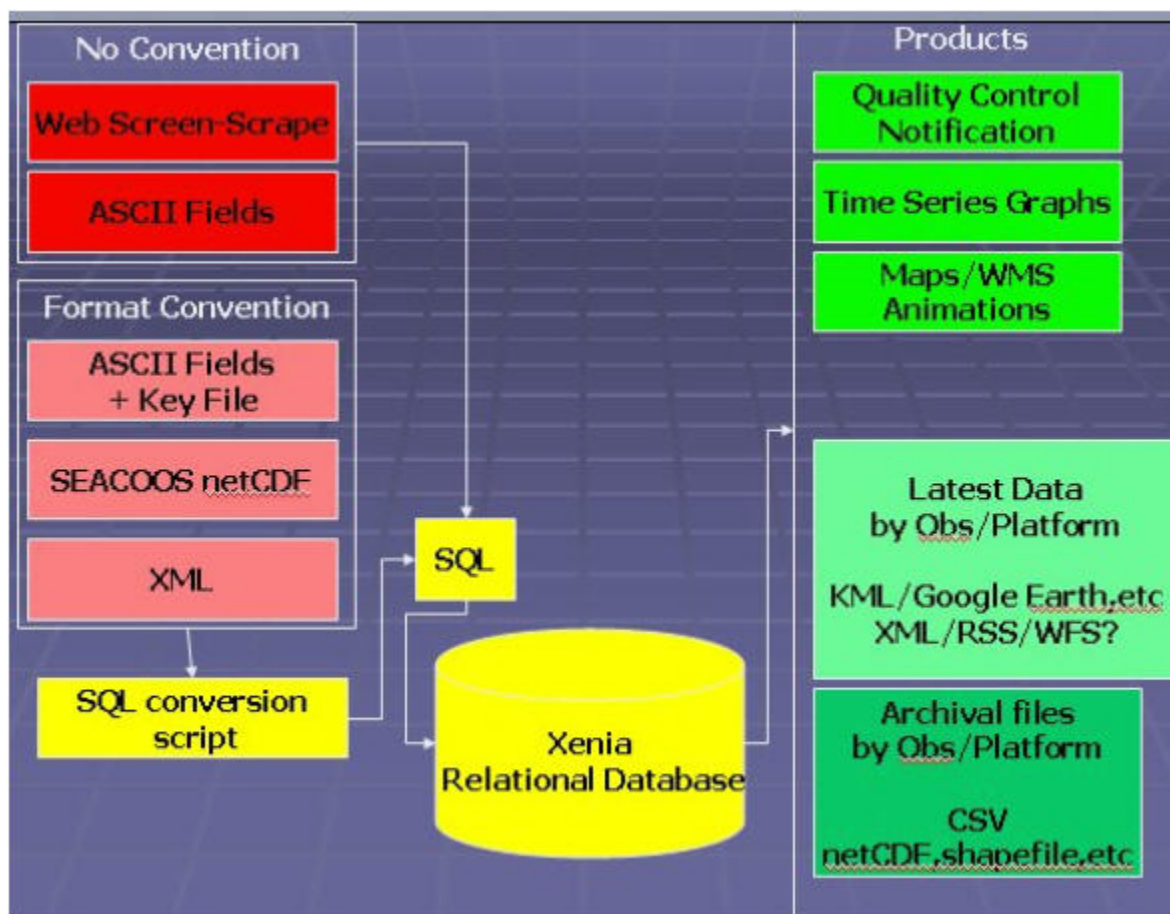 No Convention
Web Screen-Scrape
ASCII Fields
Format Convention
ASCII Fields
+ Key File
SEACOOS netCDF
XML
SQL conversion
script
SQL
Xenia
Relational Database
Products
Quality Control
Notification
Time Series Graphs
Maps/WMS
Animations
Latest Data
by Obs/Platform
KML/Google Earth,etc
XML/RSS/WFS?
Archival files
by Obs/Platform
CSV
netCDF,shapefile,etc